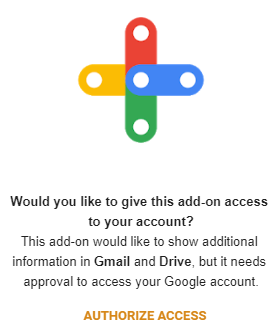 Would you like to give this add-on access
to your account?
This add-on would like to show additional
information in Gmail and Drive, but it needs
approval to access your Google account.
AUTHORIZE ACCESS